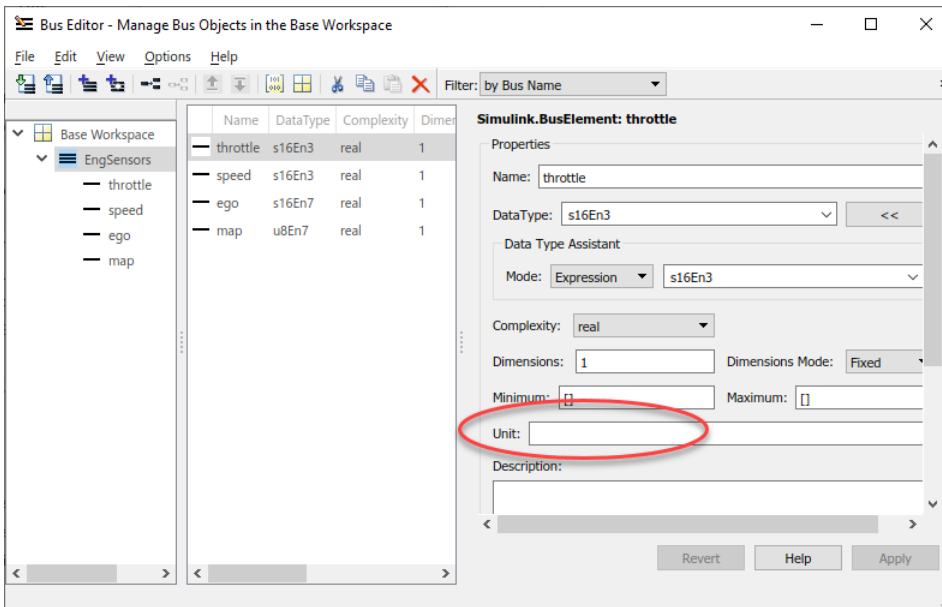 Bus Editor - Manage Bus Objects in the Base Workspace
File Edit View Options Help
Filter: by Bus Name
Base Workspace
EngSensors
throttle
speed
ego
map
Name DataType Complexity Dimer
throttle s16En3 real 1
speed s16En3 real 1
ego s16En7 real 1
map u8En7 real 1
Simulink.BusElement: throttle
Properties
Name: throttle
DataType: s16En3 <<
Data Type Assistant
Mode: Expression s16En3
Complexity: real
Dimensions: 1 Dimensions Mode: Fixed
Minimum: [] Maximum: []
Unit:
Description:
Revert Help Apply